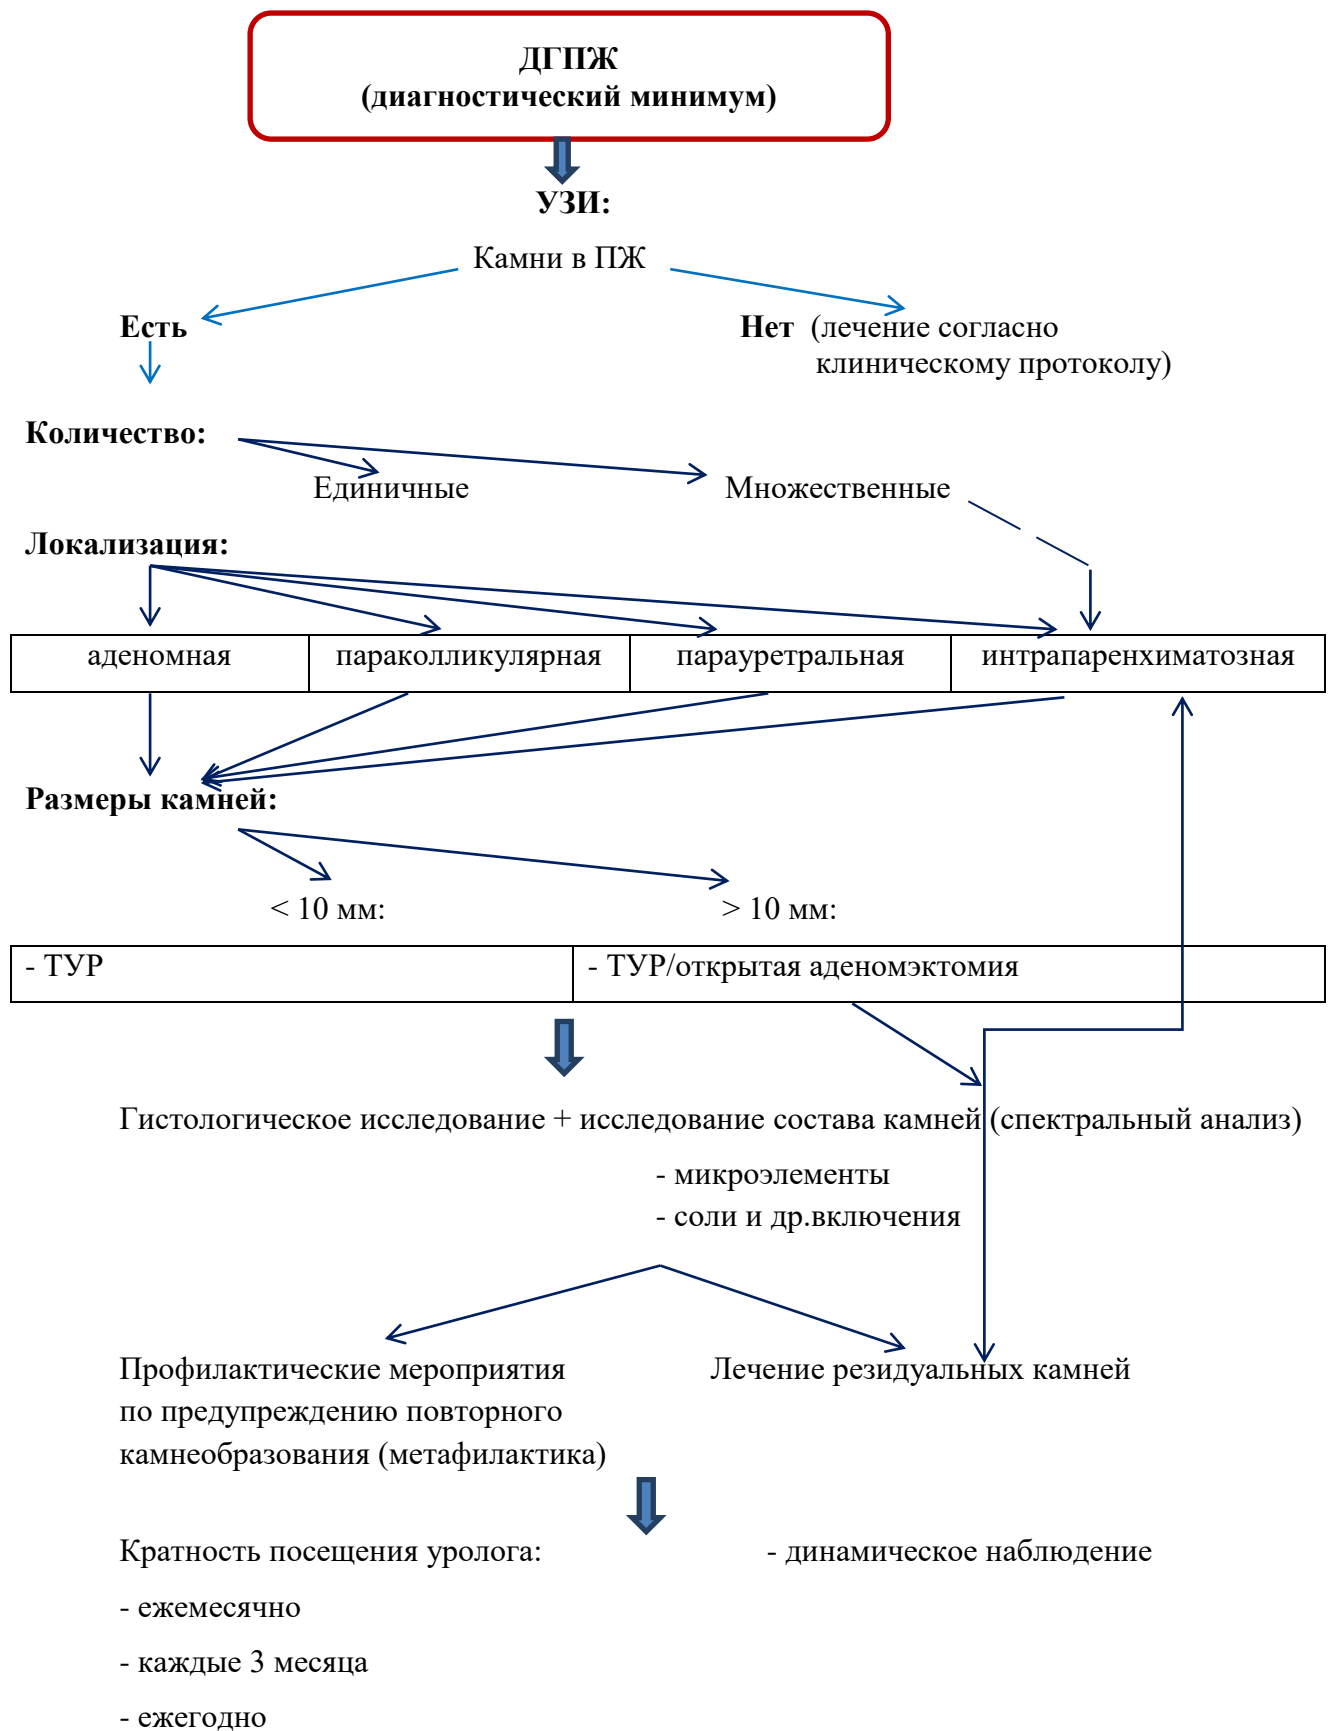 ДГПЖ
(диагностический минимум)
УЗИ:
Камни в ПЖ
Есть
Нет (лечение согласно
клиническому протоколу)
Количество:
Единичные
Множественные
Локализация:
аденомная
параколликулярная
парауретральная
интрапаренхиматозная
Размеры камней:
< 10 мм:
> 10 мм:
- ТУР
- ТУР/открытая аденомэктомия
Гистологическое исследование + исследование состава камней (спектральный анализ)
- микроэлементы
- соли и др.включения
Профилактические мероприятия
по предупреждению повторного
камнеобразования (метафилактика)
Лечение резидуальных камней
Кратность посещения уролога:
- динамическое наблюдение
- ежемесячно
- каждые 3 месяца
- ежегодно